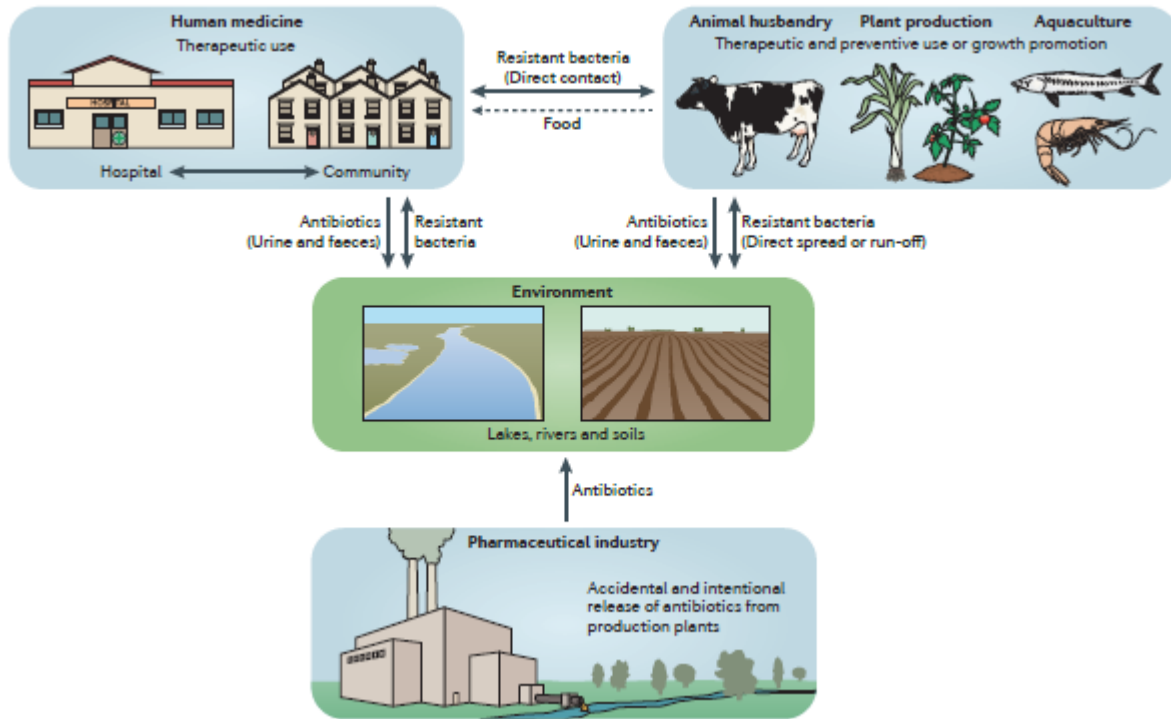 Human medicine
Therapeutic use
HOSPITAL
Hospital
Community
Resistant bacteria
(Direct contact)
Food
Animal husbandry
Plant production
Aquaculture
Therapeutic and preventive use or growth promotion
Antibiotics
(Urine and faeces)
Resistant
bacteria
Antibiotics
(Urine and faeces)
Resistant bacteria
(Direct spread or run-off)
Environment
Lakes, rivers and soils
Antibiotics
Pharmaceutical industry
Accidental and intentional
release of antibiotics from
production plants